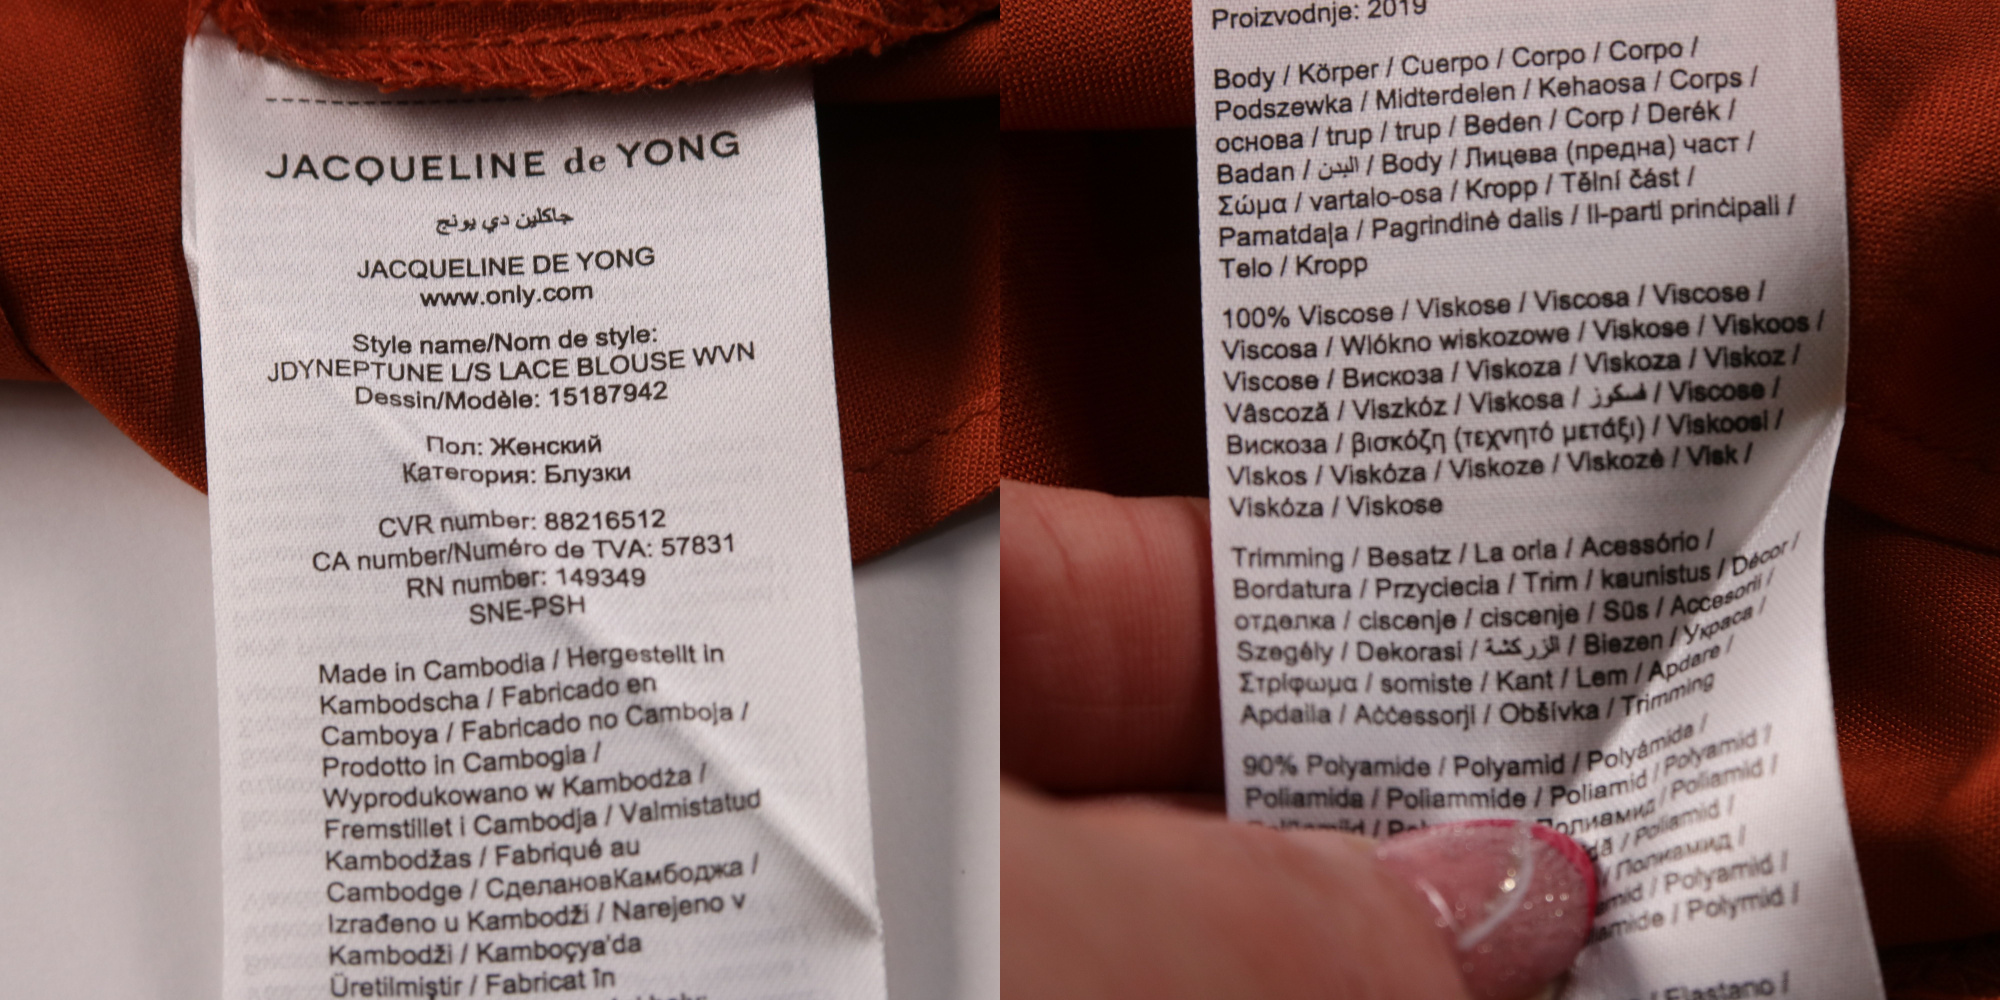 JACQUELINE de YONG
جاكلين دي يونج
JACQUELINE DE YONG
www.only.com
Style name/Nom de style:
JDYNEPTUNE L/S LACE BLOUSE WVN
Dessin/Modèle: 15187942
Пол: Женский
Категория: Блузки
CVR number: 88216512
CA number/Numéro de TVA: 57831
RN number: 149349
SNE-PSH
Made in Cambodia / Hergestellt in
Kambodscha / Fabricado en
Camboya / Fabricado no Camboja /
Prodotto in Cambogia /
Wyprodukowano w Kambodża /
Fremstillet i Cambodja / Valmistatud
Kambodžas / Fabriqué au
Cambodge / СделановКамбоджа /
Izrađeno u Kambodži / Narejeno v
Kambodži / Kamboçya'da
Üretilmiştir / Fabricat în
Proizvodnje: 2019
Body / Körper / Cuerpo / Corpo / Corpo /
Podszewka / Midterdelen / Kehaosa / Corps /
основа / trup / trup / Beden / Corp / Derék /
Badan / البدن / Body / Лицева (предна) част /
Σώμα / vartalo-osa / Kropp / Tělní část /
Pamatdaļa / Pagrindinė dalis / Il-parti prinċipali /
Telo / Kropp
100% Viscose / Viskose / Viscosa / Viscose /
Viscosa / Wlókno wiskozowe / Viskose / Viskoos /
Viscose / Вискоза / Viskoza / Viskoza / Viskoz /
Vâscoză / Viszkóz / Viskosa / فسكوز / Viscose /
Вискоза / βισκόζη (τεχνητό μετάξι) / Viskoosi /
Viskos / Viskóza / Viskoze / Viskozė / Visk /
Viskóza / Viskose
Trimming / Besatz / La orla / Acessório /
Bordatura / Przyciecia / Trim / kaunistus / Décor /
отделка / ciscenje / ciscenje / Süs / Accesorii /
Szegély / Dekorasi / الزركشة / Biezen / Украса /
Στρίφωμα / somiste / Kant / Lem / Apdare /
Apdaila / Aċċessorji / Obšívka / Trimming
90% Polyamide / Polyamid / Polyámida /
Poliamida / Poliammide / Poliamid / Polyamid /
Полиамид / Poliamid /
/ Poliamid /
Полиамид /
/ Polyamid /
/ Polymid /
/ Elastano /